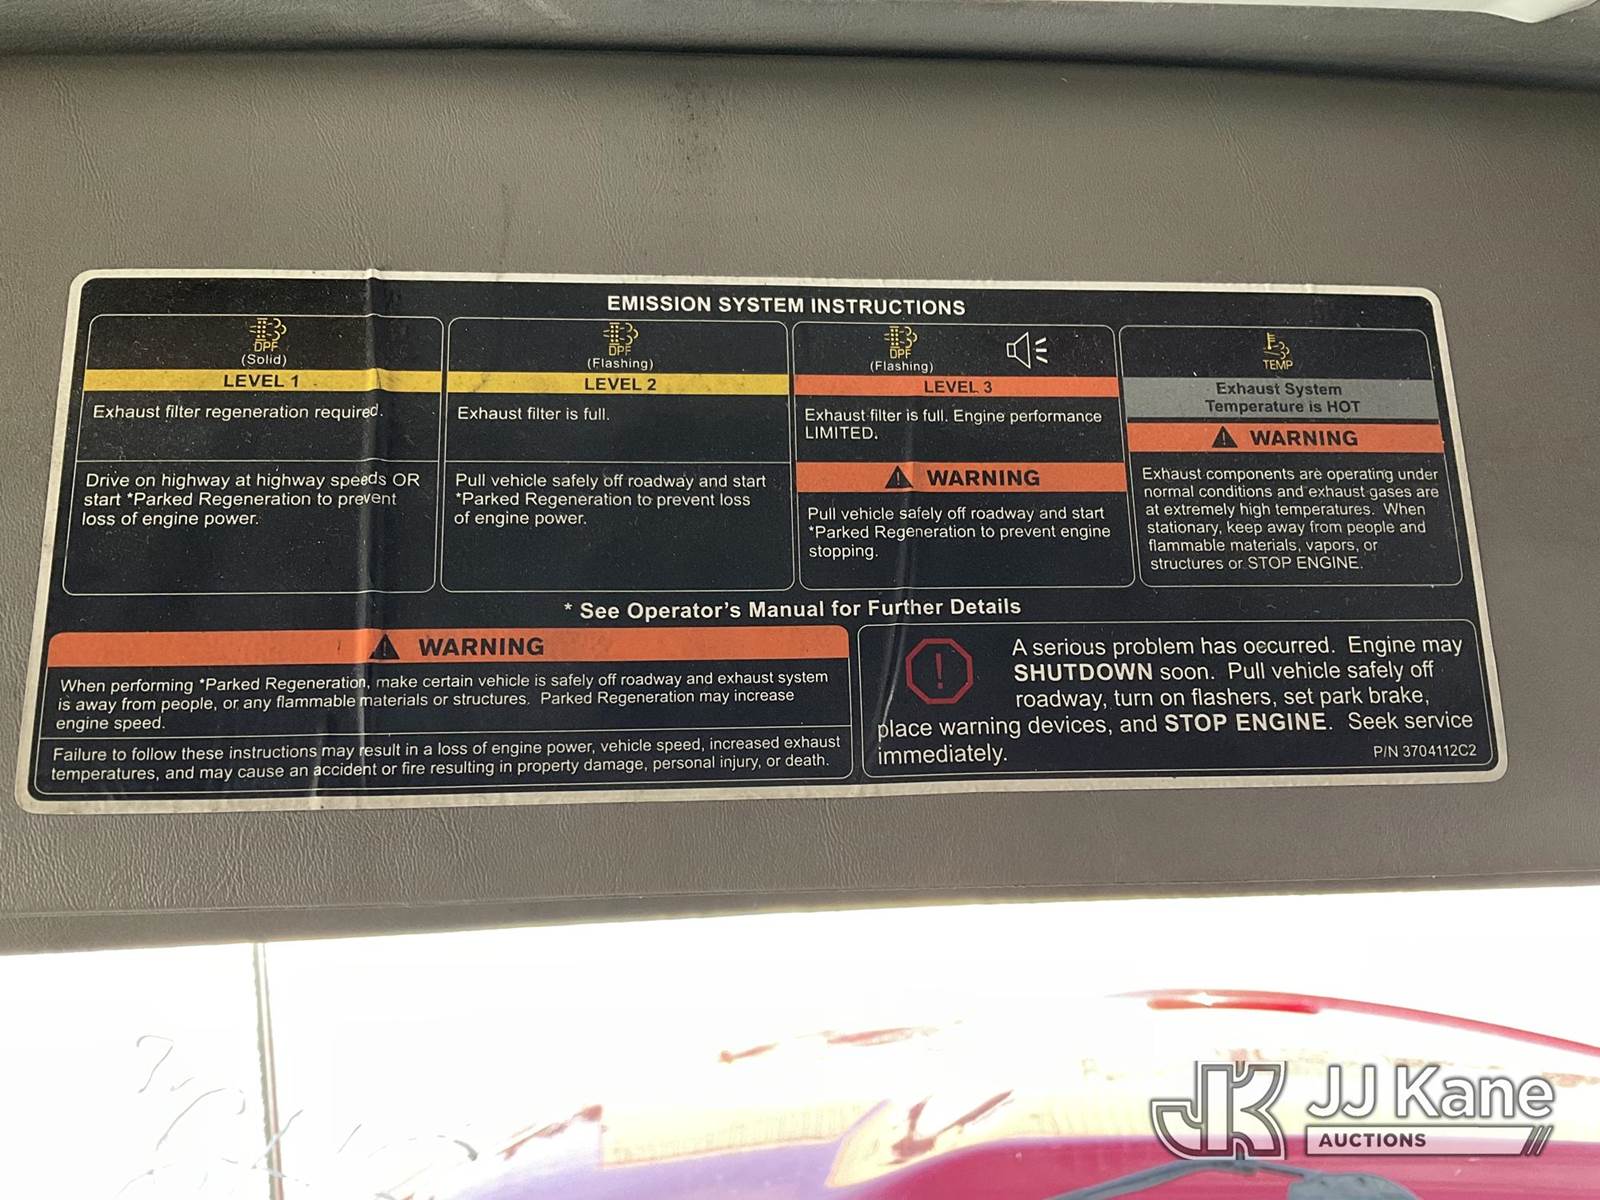 EMISSION SYSTEM INSTRUCTIONS
DPF
(Solid)
LEVEL 1
Exhaust filter regeneration required.
Drive on highway at highway speeds OR
start *Parked Regeneration to prevent
loss of engine power.
DPF
(Flashing)
LEVEL 2
Exhaust filter is full.
Pull vehicle safely off roadway and start
*Parked Regeneration to prevent loss
of engine power.
DPF
(Flashing)
LEVEL 3
Exhaust filter is full. Engine performance
LIMITED.
WARNING
Pull vehicle safely off roadway and start
*Parked Regeneration to prevent engine
stopping.
TEMP
Exhaust System
Temperature is HOT
WARNING
Exhaust components are operating under
normal conditions and exhaust gases are
at extremely high temperatures. When
stationary, keep away from people and
flammable materials, vapors, or
structures or STOP ENGINE.
* See Operator's Manual for Further Details
WARNING
When performing *Parked Regeneration, make certain vehicle is safely off roadway and exhaust system
is away from people, or any flammable materials or structures. Parked Regeneration may increase
engine speed.
Failure to follow these instructions may result in a loss of engine power, vehicle speed, increased exhaust
temperatures, and may cause an accident or fire resulting in property damage, personal injury, or death.
A serious problem has occurred. Engine may
SHUTDOWN soon. Pull vehicle safely off
roadway, turn on flashers, set park brake,
place warning devices, and STOP ENGINE. Seek service
immediately.
P/N 3704112C2
JK JJ Kane
AUCTIONS